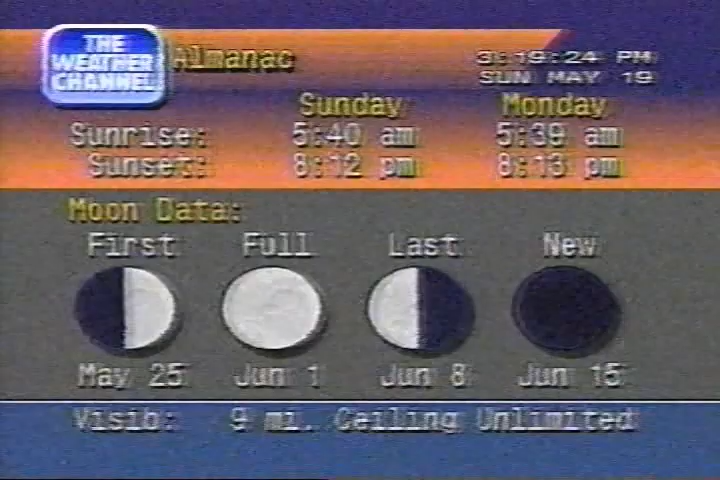 THE
WEATHER
CHANNEL
Almanac
3:19:24 PM
SUN MAY 19
Sunday Monday
Sunrise: 5:40 am 5:39 am
Sunset: 8:12 pm 8:13 pm
Moon Data:
First Full Last New
May 25 Jun 1 Jun 8 Jun 15
Visib: 9 mi. Ceiling Unlimited